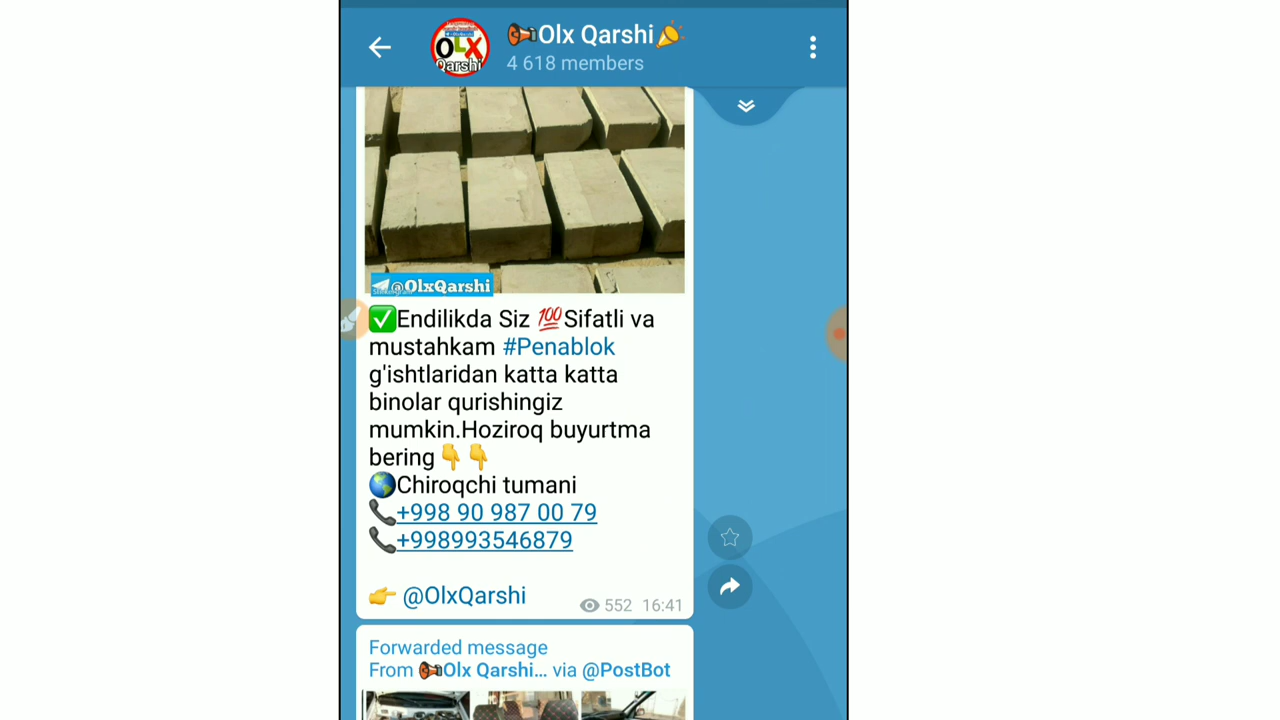 OLX
Qarshi
📢Olx Qarshi🎉
4 618 members
@OlxQarshi
✅Endilikda Siz 💯Sifatli va
mustahkam #Penablok
g'ishtlaridan katta katta
binolar qurishingiz
mumkin.Hoziroq buyurtma
bering👇👇
🌎Chiroqchi tumani
📞+998 90 987 00 79
📞+998993546879
👉 @OlxQarshi
552 16:41
Forwarded message
From 📢Olx Qarshi... via @PostBot